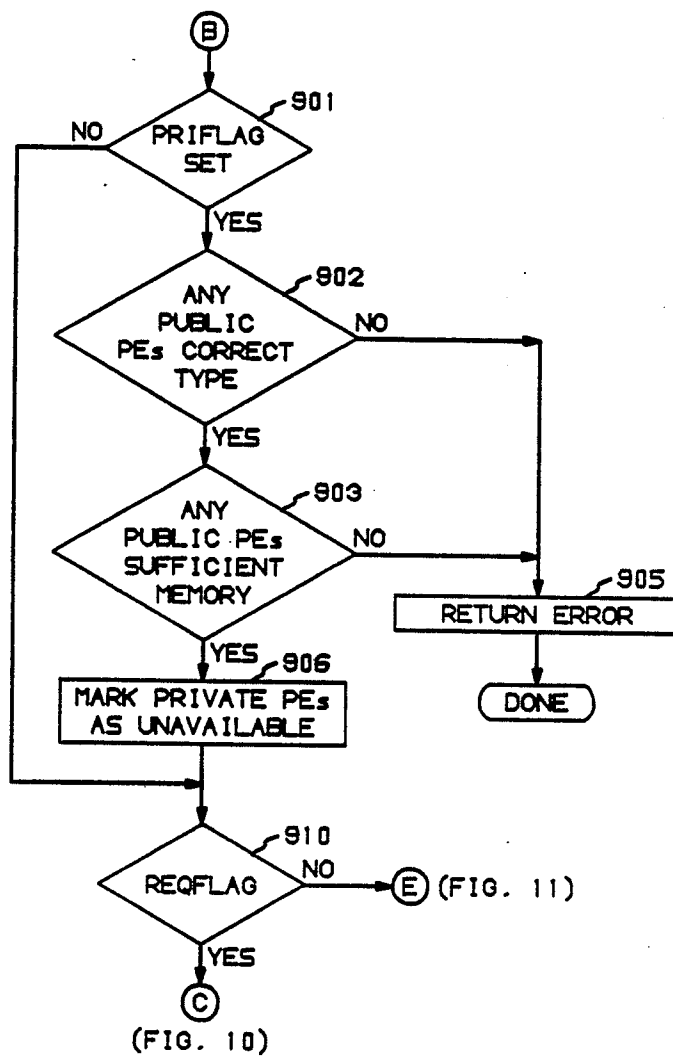 B
901
NO
PRIFLAG
SET
YES
902
ANY
PUBLIC
PEs CORRECT
TYPE
NO
YES
903
ANY
PUBLIC PEs
SUFFICIENT
MEMORY
NO
905
RETURN ERROR
YES
906
MARK PRIVATE PEs
AS UNAVAILABLE
DONE
910
REQFLAG
NO
E (FIG. 11)
YES
C
(FIG. 10)